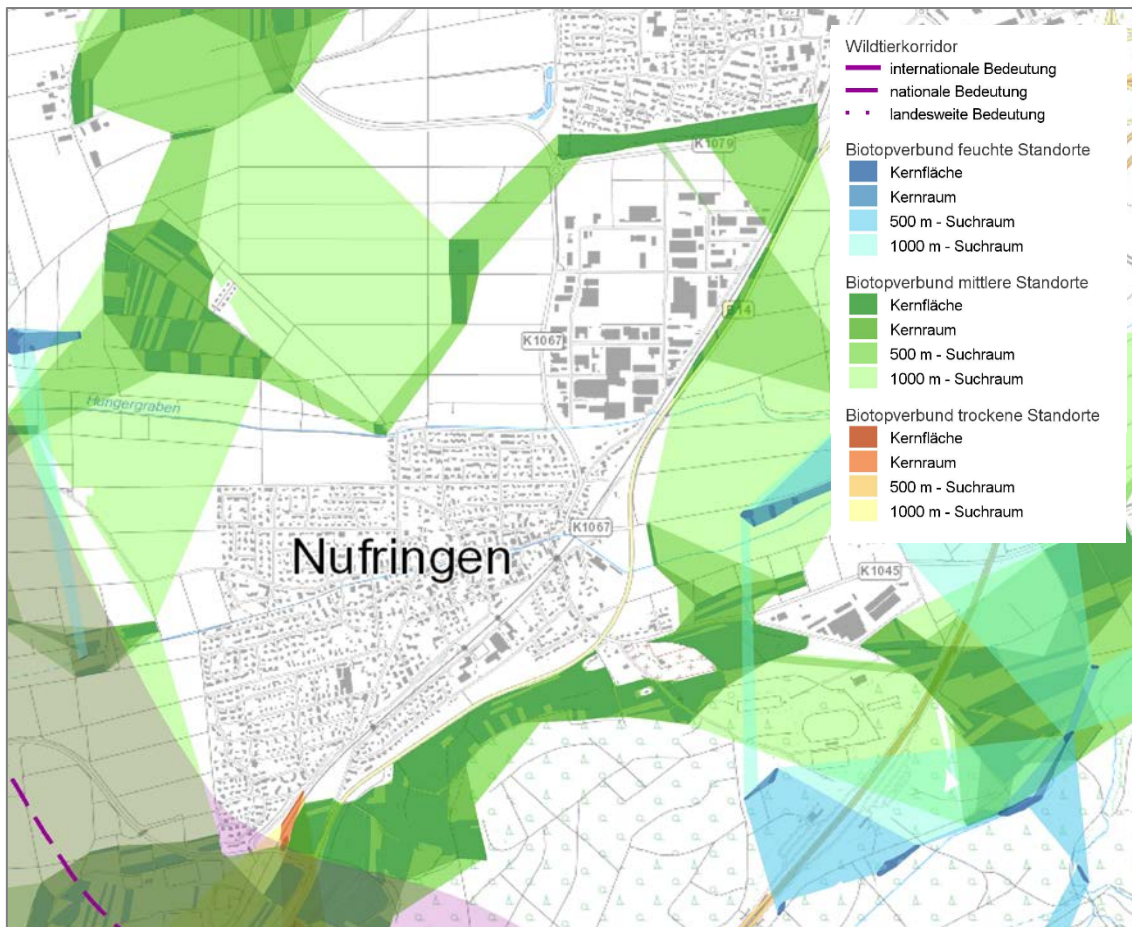 Wildtierkorridor
internationale Bedeutung
nationale Bedeutung
landesweite Bedeutung
Biotopverbund feuchte Standorte
Kernfläche
Kernraum
500 m - Suchraum
1000 m - Suchraum
Biotopverbund mittlere Standorte
Kernfläche
Kernraum
500 m - Suchraum
1000 m - Suchraum
Biotopverbund trockene Standorte
Kernfläche
Kernraum
500 m - Suchraum
1000 m - Suchraum
K1079
B14
K1067
Hungergraben
K1067
Nufringen
K1045